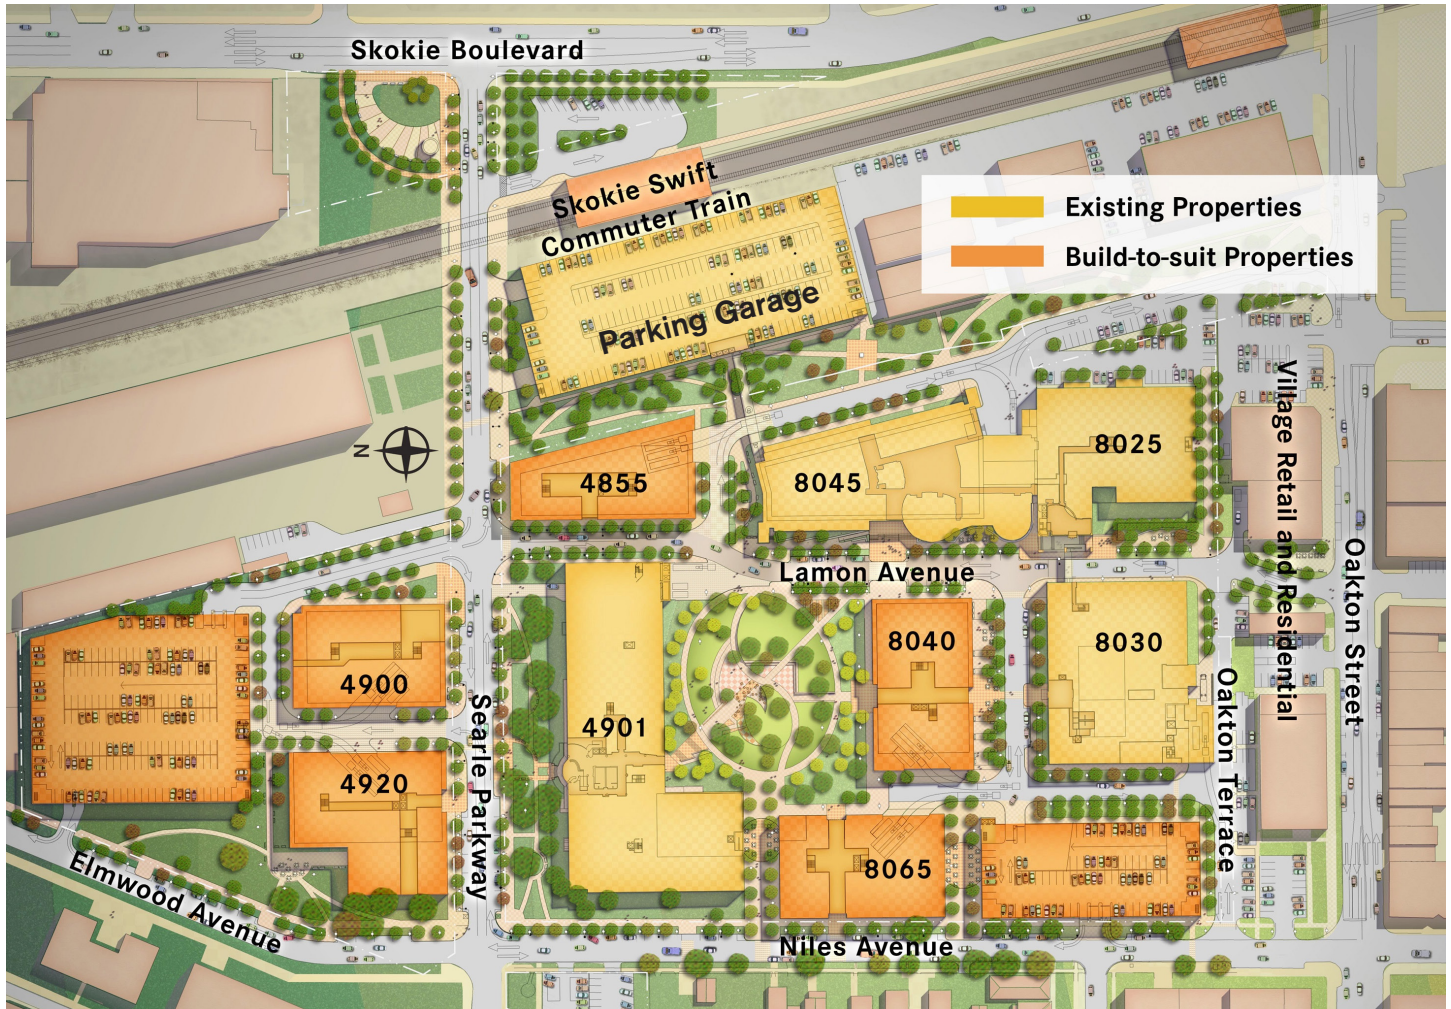 Skokie Boulevard
Skokie Swift
Commuter Train
Existing Properties
Build-to-suit Properties
Parking Garage
N
4855
8045
8025
Village Retail and Residential
Oakton Street
Lamon Avenue
4900
4901
8040
8030
Searle Parkway
Oakton Terrace
4920
8065
Elmwood Avenue
Niles Avenue